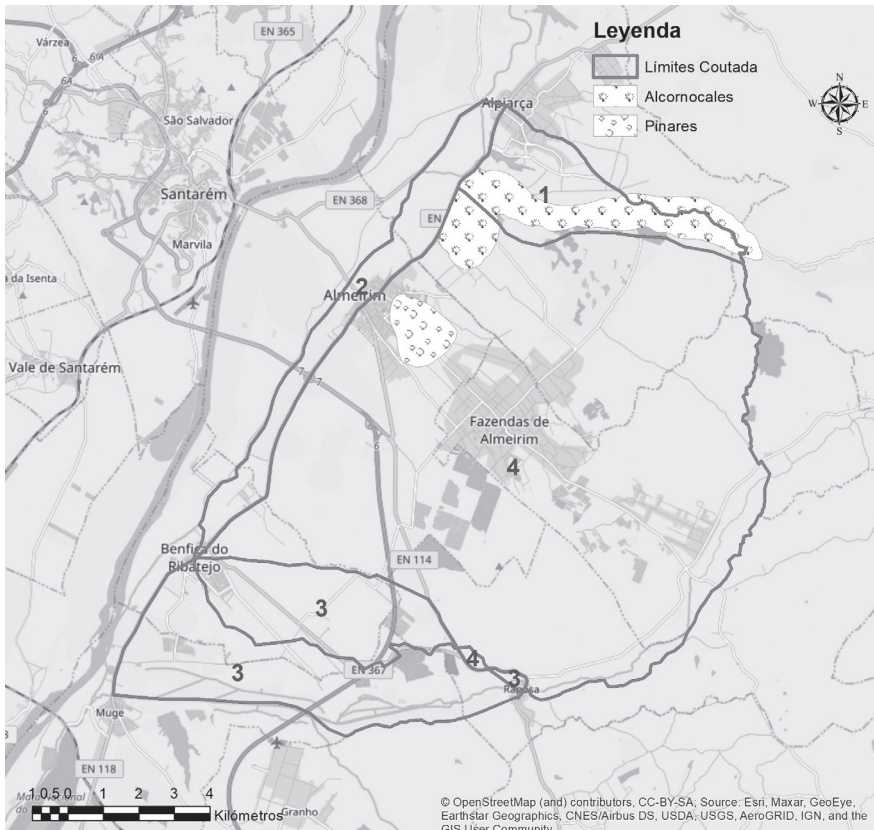 EN 365
Várzea
6A
6
São Salvador
Santarém
Marvila
da Isenta
Vale de Santarém
EN 368
EN
Alpiarça
Leyenda
Límites Coutada
Alcornocales
Pinares
N
W E
S
1
2
Almeirim
7
7
6
Fazendas de
Almeirim
4
Benfica do
Ribatejo
EN 114
3
4
3
3
EN 367
Raposa
Muge
3
EN 118
Granho
1 0,5 0 1 2 3 4
Kilómetros
© OpenStreetMap (and) contributors, CC-BY-SA; Source: Esri, Maxar, GeoEye,
Earthstar Geographics, CNES/Airbus DS, USDA, USGS, AeroGRID, IGN, and the
GIS User Community